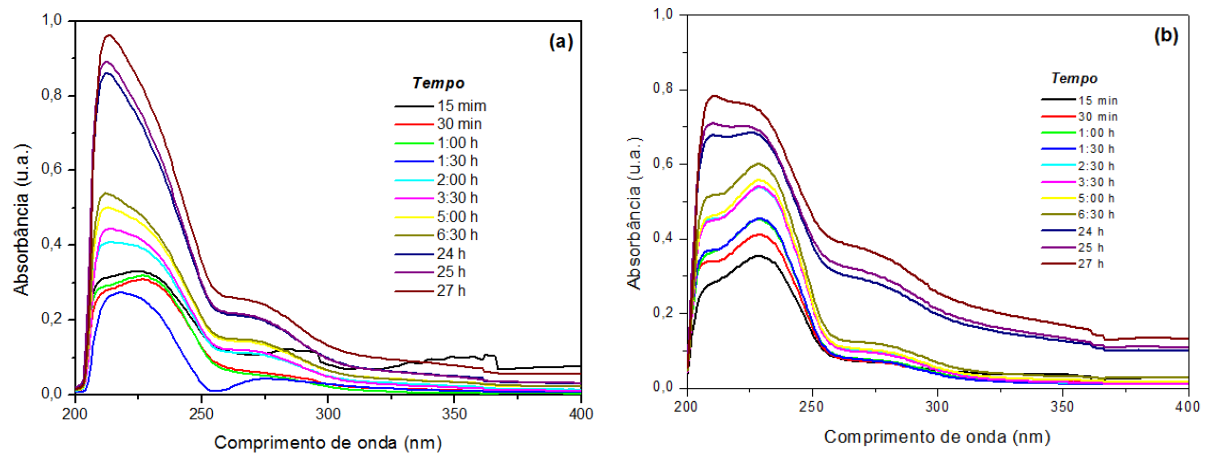 (a)
1,0
0,8
0,6
0,4
0,2
0,0
Absorbância (u.a.)
200
250
300
350
400
Comprimento de onda (nm)
Tempo
15 mim
30 min
1:00 h
1:30 h
2:00 h
3:30 h
5:00 h
6:30 h
24 h
25 h
27 h
(b)
1,0
0,8
0,6
0,4
0,2
0,0
Absorbância (u.a.)
200
250
300
350
400
Comprimento de onda (nm)
Tempo
15 min
30 min
1:00 h
1:30 h
2:30 h
3:30 h
5:00 h
6:30 h
24 h
25 h
27 h